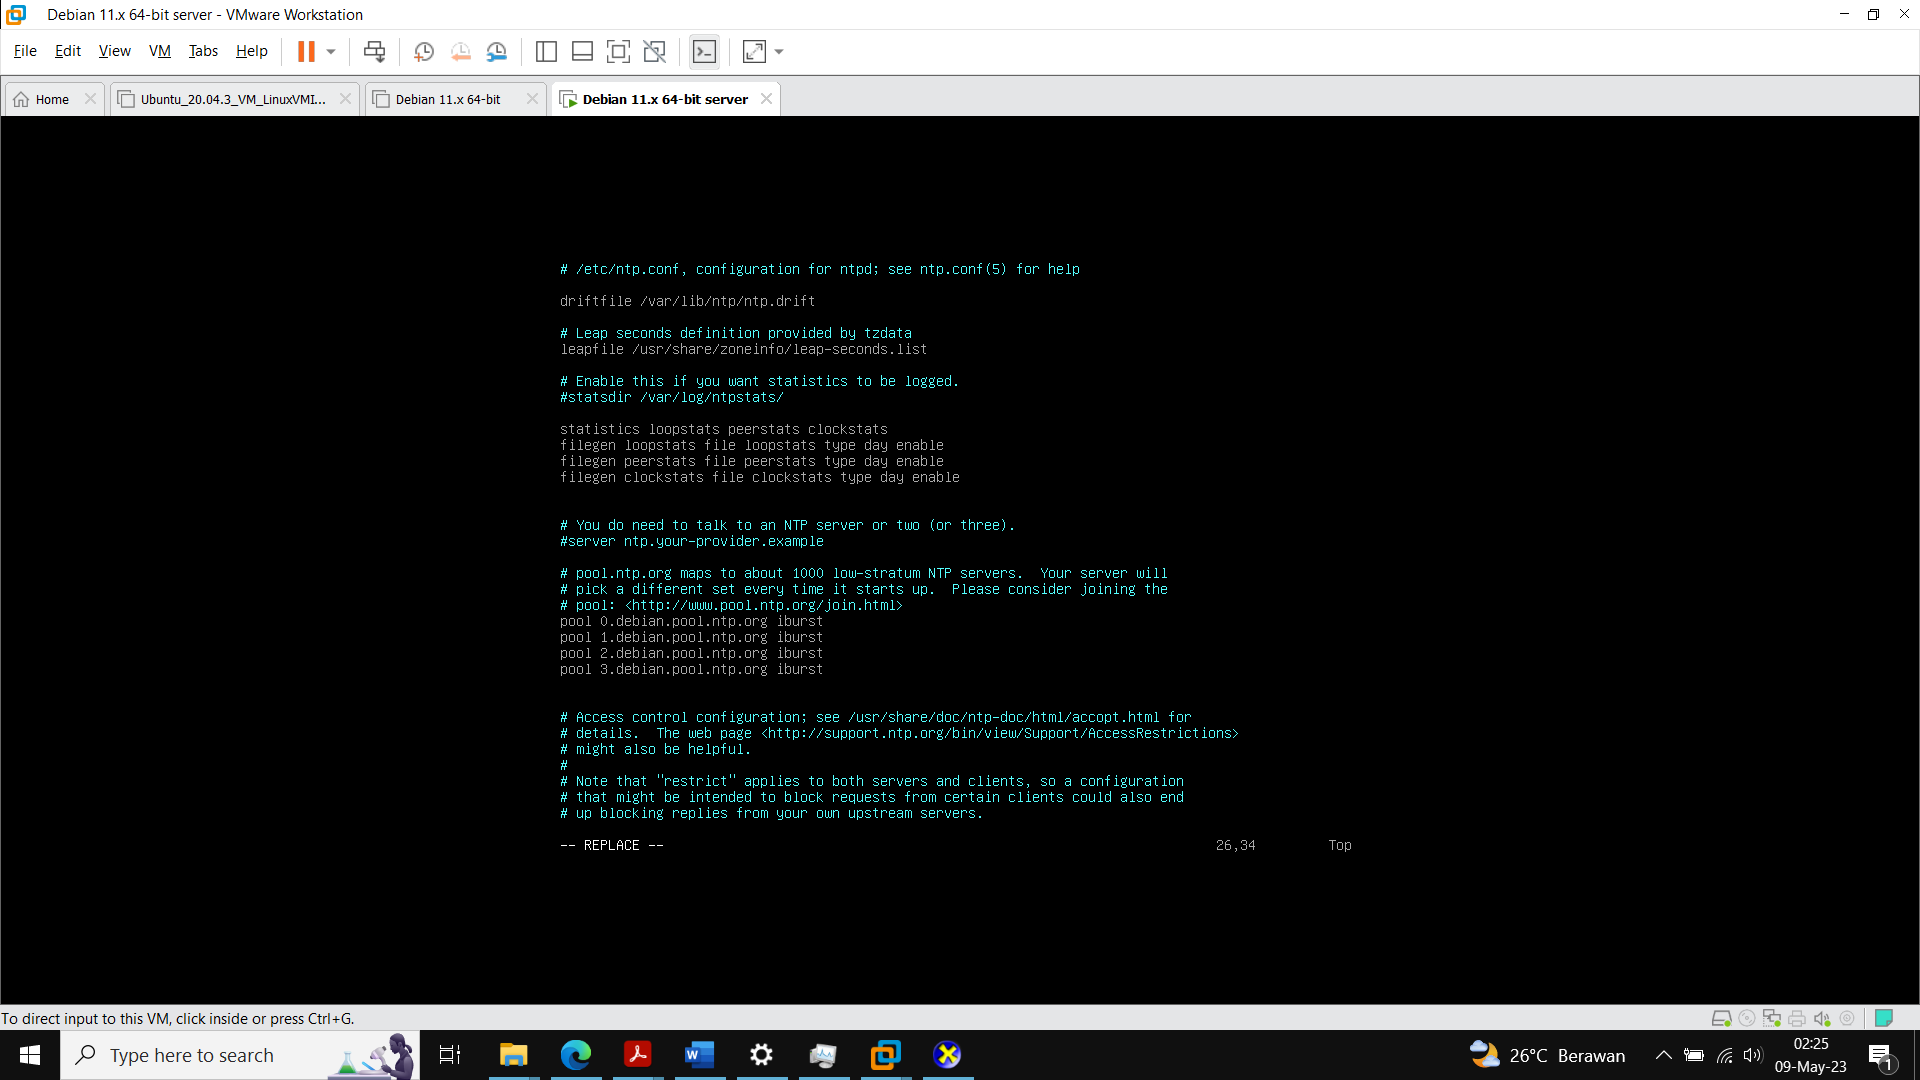 Debian 11.x 64-bit server - VMware Workstation
File Edit View VM Tabs Help
Home
Ubuntu_20.04.3_VM_LinuxVMI...
Debian 11.x 64-bit
Debian 11.x 64-bit server
# /etc/ntp.conf, configuration for ntpd; see ntp.conf(5) for help
driftfile /var/lib/ntp/ntp.drift
# Leap seconds definition provided by tzdata
leapfile /usr/share/zoneinfo/leap-seconds.list
# Enable this if you want statistics to be logged.
#statsdir /var/log/ntpstats/
statistics loopstats peerstats clockstats
filegen loopstats file loopstats type day enable
filegen peerstats file peerstats type day enable
filegen clockstats file clockstats type day enable
# You do need to talk to an NTP server or two (or three).
#server ntp.your-provider.example
# pool.ntp.org maps to about 1000 low-stratum NTP servers.  Your server will
# pick a different set every time it starts up.  Please consider joining the
# pool: <http://www.pool.ntp.org/join.html>
pool 0.debian.pool.ntp.org iburst
pool 1.debian.pool.ntp.org iburst
pool 2.debian.pool.ntp.org iburst
pool 3.debian.pool.ntp.org iburst
# Access control configuration; see /usr/share/doc/ntp-doc/html/accopt.html for
# details.  The web page <http://support.ntp.org/bin/view/Support/AccessRestrictions>
# might also be helpful.
#
# Note that "restrict" applies to both servers and clients, so a configuration
# that might be intended to block requests from certain clients could also end
# up blocking replies from your own upstream servers.
-- REPLACE -- 26,34 Top
To direct input to this VM, click inside or press Ctrl+G.
Type here to search
26°C Berawan
02:25
09-May-23
1